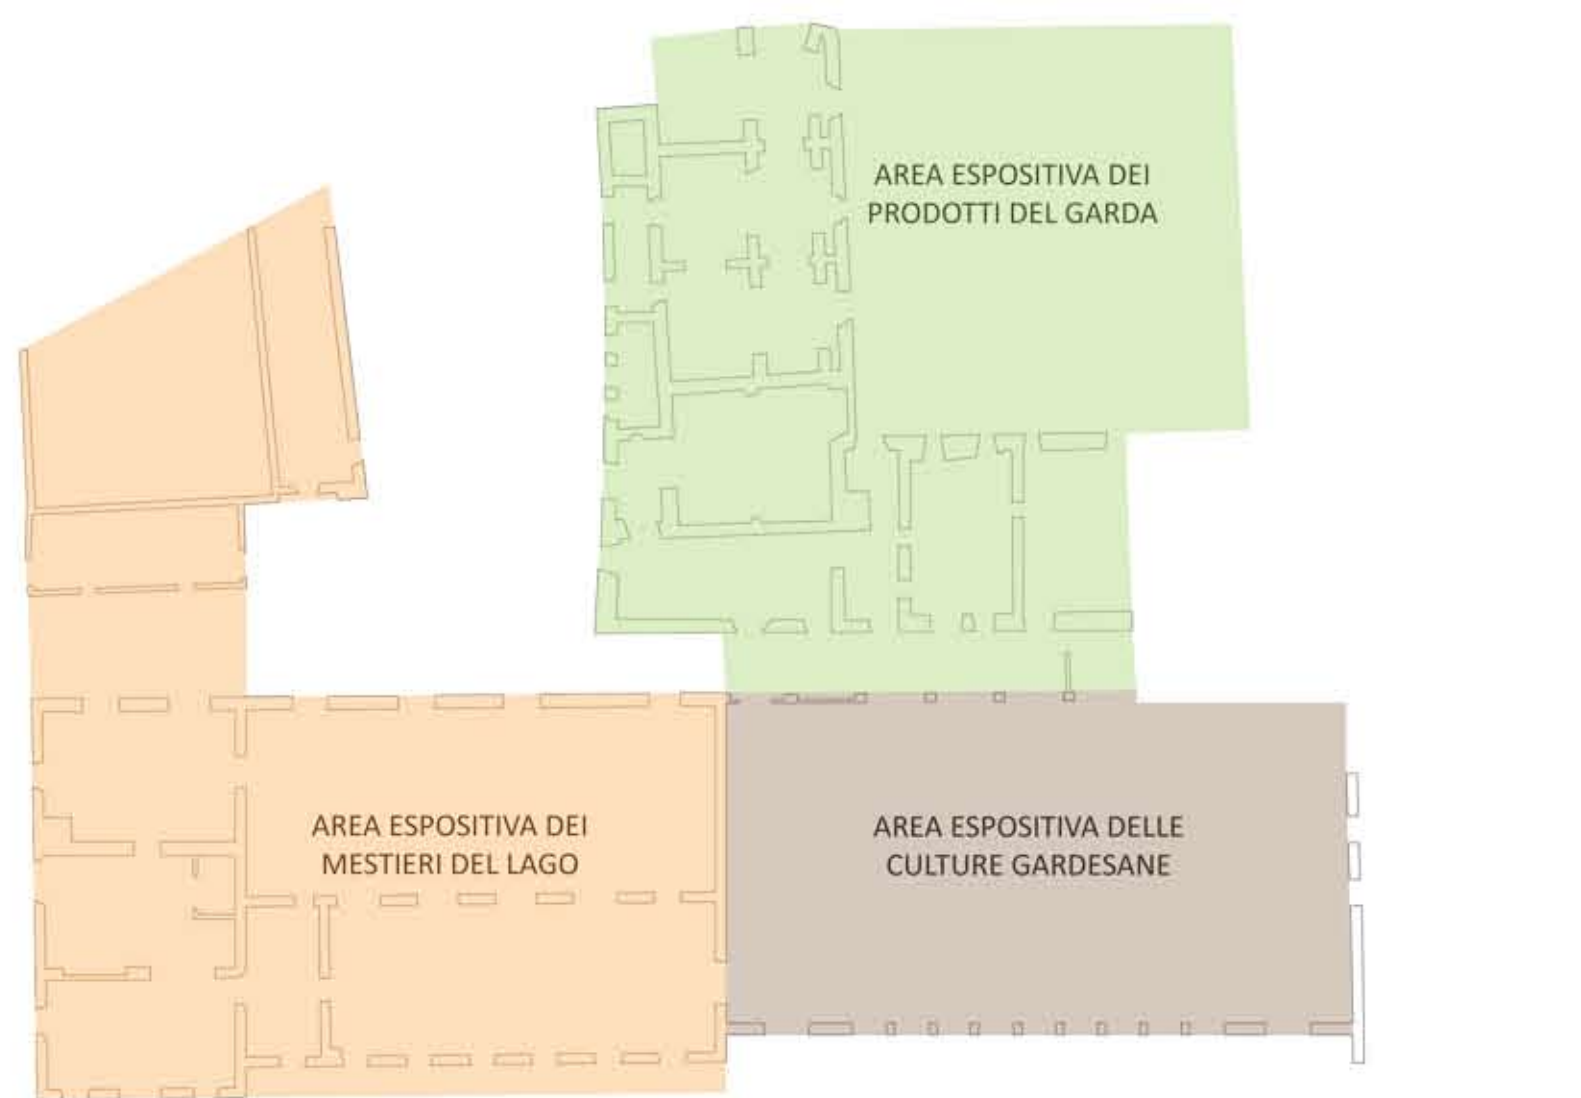 AREA ESPOSITIVA DEI
PRODOTTI DEL GARDA
AREA ESPOSITIVA DEI
MESTIERI DEL LAGO
AREA ESPOSITIVA DELLE
CULTURE GARDESANE